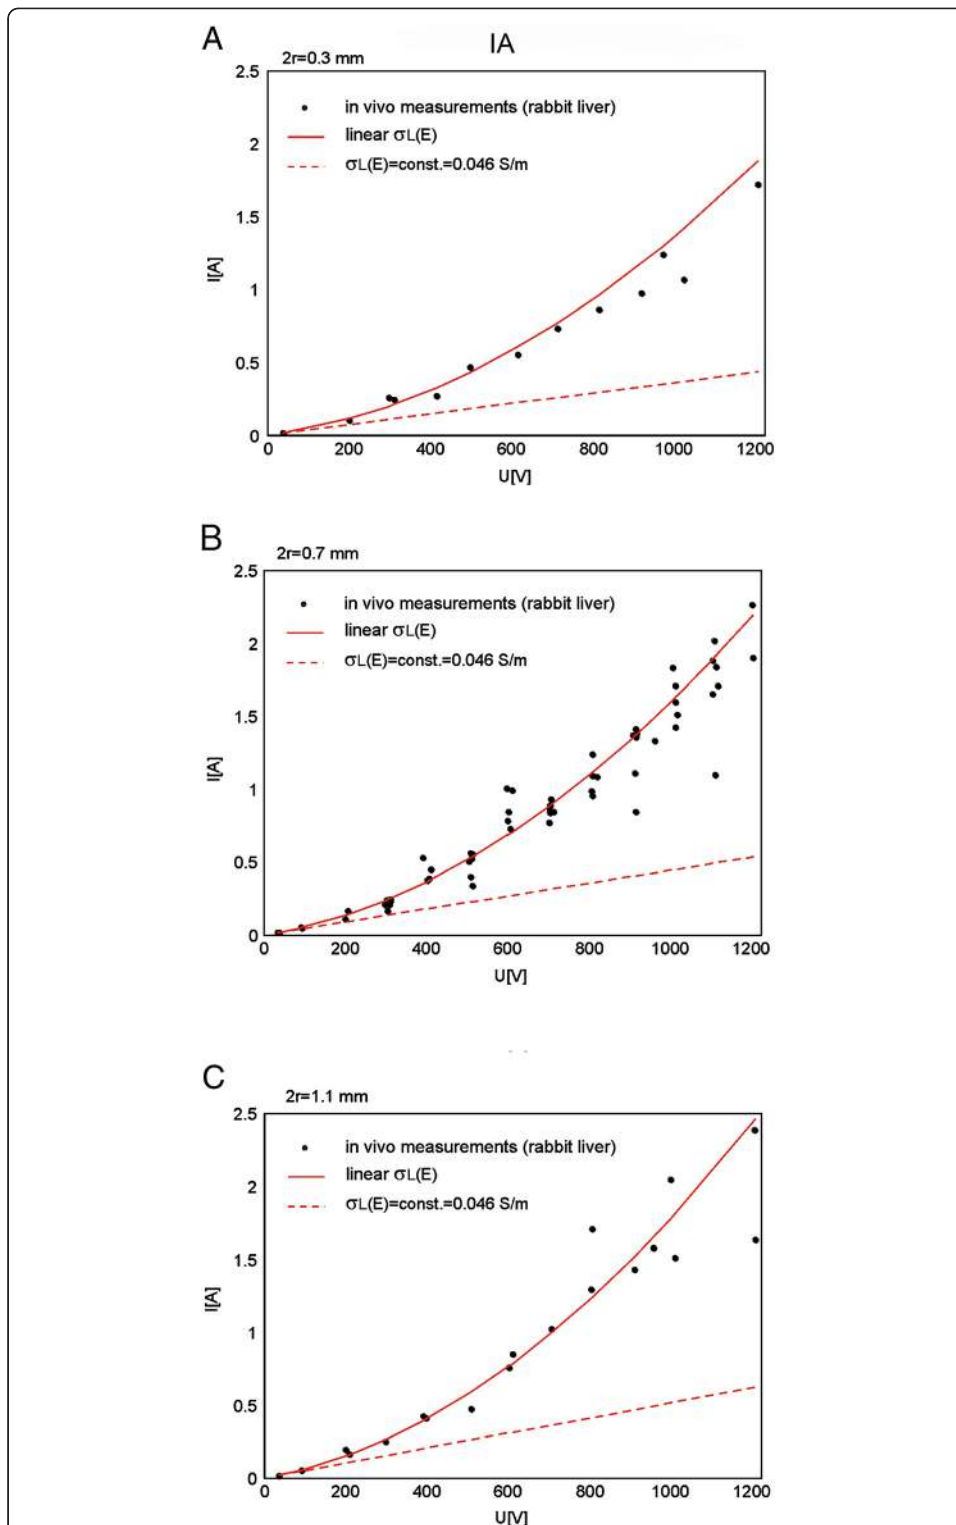 A
IA
2r=0.3 mm
2.5
in vivo measurements (rabbit liver)
linear σL(E)
σL(E)=const.=0.046 S/m
2
1.5
I[A]
1
0.5
0
0 200 400 600 800 1000 1200
U[V]
B
2r=0.7 mm
2.5
in vivo measurements (rabbit liver)
linear σL(E)
σL(E)=const.=0.046 S/m
2
1.5
I[A]
1
0.5
0
0 200 400 600 800 1000 1200
U[V]
C
2r=1.1 mm
2.5
in vivo measurements (rabbit liver)
linear σL(E)
σL(E)=const.=0.046 S/m
2
1.5
I[A]
1
0.5
0
0 200 400 600 800 1000 1200
U[V]